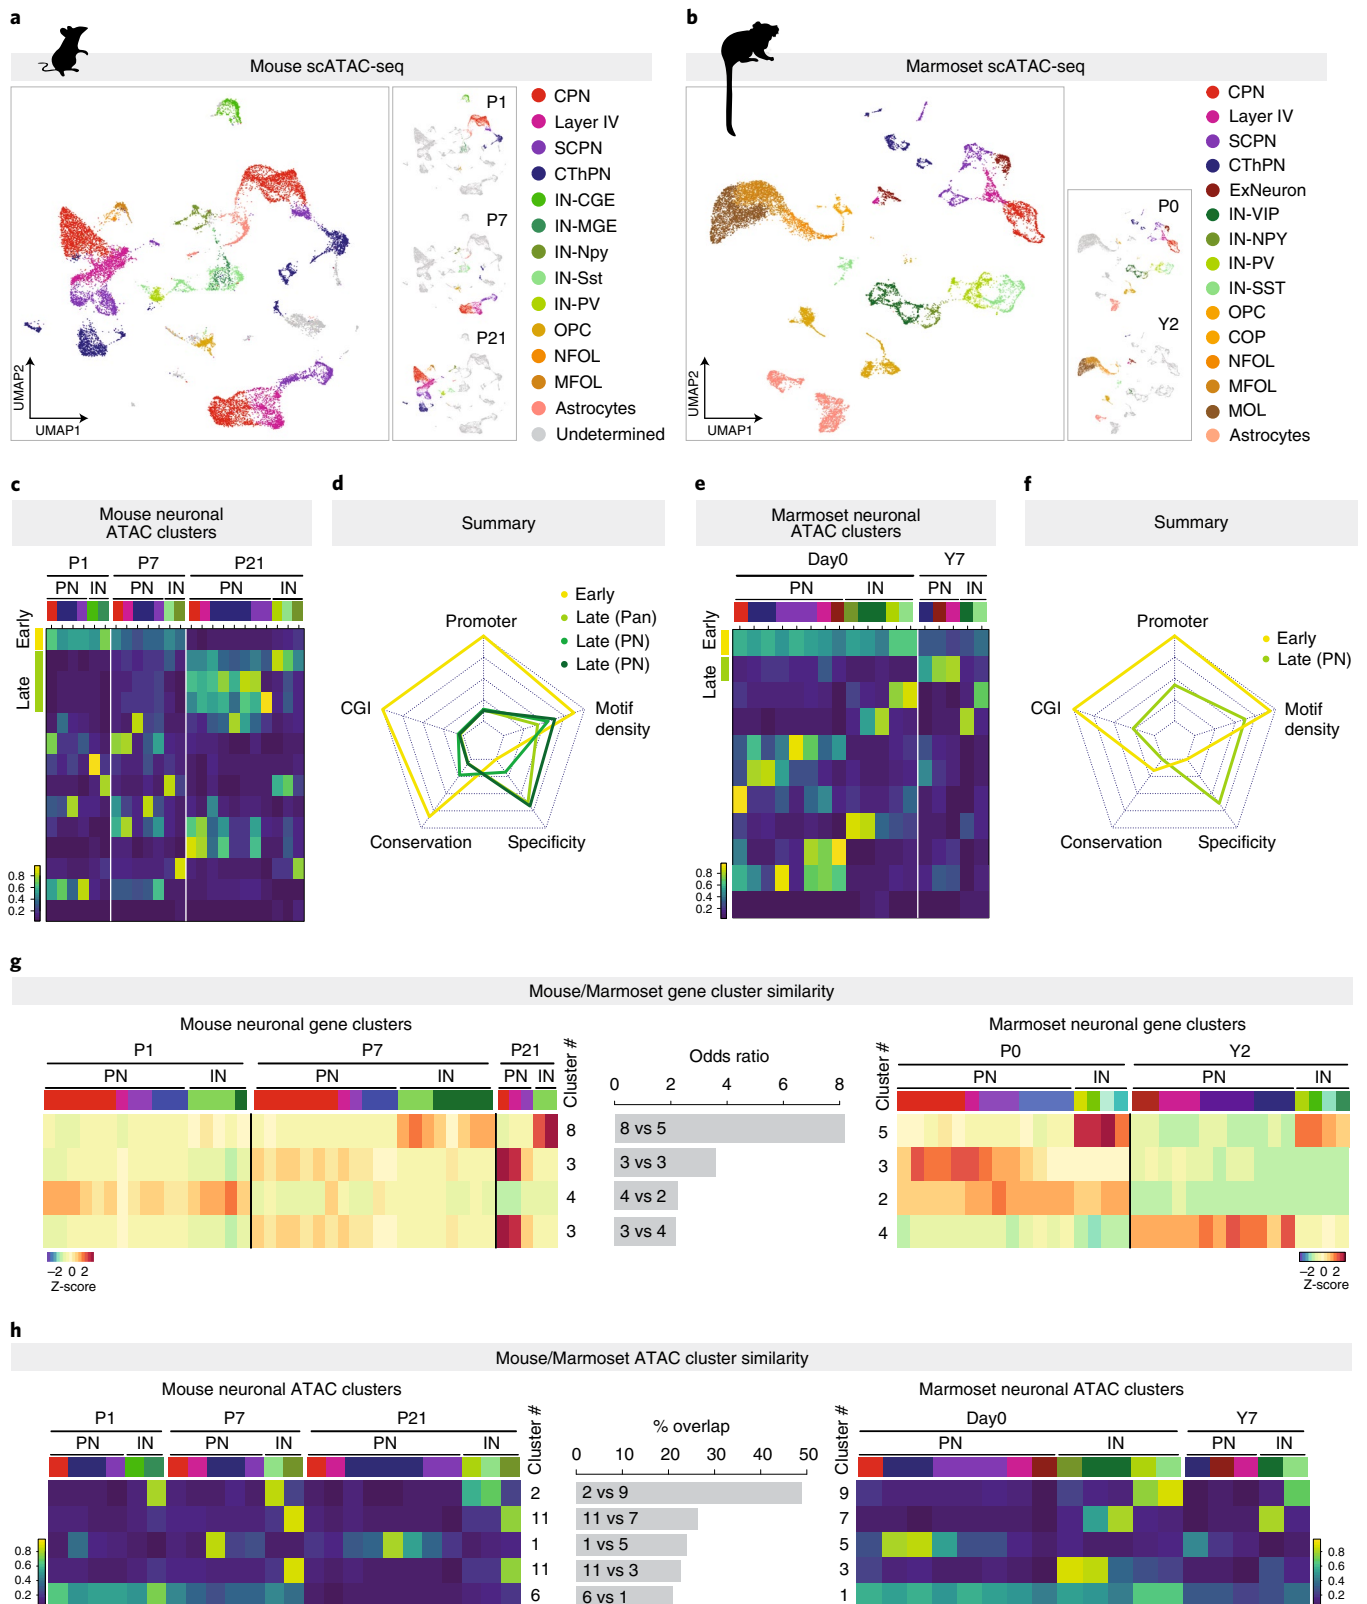 a
Mouse scATAC-seq
P1
P7
P21
UMAP2
UMAP1
CPN
Layer IV
SCPN
CThPN
IN-CGE
IN-MGE
IN-Npy
IN-Sst
IN-PV
OPC
NFOL
MFOL
Astrocytes
Undetermined
b
Marmoset scATAC-seq
P0
Y2
UMAP2
UMAP1
CPN
Layer IV
SCPN
CThPN
ExNeuron
IN-VIP
IN-NPY
IN-PV
IN-SST
OPC
COP
NFOL
MFOL
MOL
Astrocytes
c
Mouse neuronal
ATAC clusters
P1 P7 P21
PN IN PN IN PN IN
Early
Late
0.8
0.6
0.4
0.2
d
Summary
Early
Late (Pan)
Late (PN)
Late (PN)
Promoter
CGI
Motif
density
Conservation
Specificity
e
Marmoset neuronal
ATAC clusters
Day0 Y7
PN IN PN IN
Early
Late
0.8
0.6
0.4
0.2
f
Summary
Early
Late (PN)
Promoter
CGI
Motif
density
Conservation
Specificity
g
Mouse/Marmoset gene cluster similarity
Mouse neuronal gene clusters
P1 P7 P21
PN IN PN IN PN IN
Cluster #
8
3
4
3
−2 0 2
Z-score
Odds ratio
0 2 4 6 8
8 vs 5
3 vs 3
4 vs 2
3 vs 4
Marmoset neuronal gene clusters
P0 Y2
PN IN PN IN
Cluster #
5
3
2
4
−2 0 2
Z-score
h
Mouse/Marmoset ATAC cluster similarity
Mouse neuronal ATAC clusters
P1 P7 P21
PN IN PN IN PN IN
Cluster #
2
11
1
11
6
0.8
0.6
0.4
0.2
% overlap
0 10 20 30 40 50
2 vs 9
11 vs 7
1 vs 5
11 vs 3
6 vs 1
Marmoset neuronal ATAC clusters
Day0 Y7
PN IN PN IN
Cluster #
9
7
5
3
1
0.8
0.6
0.4
0.2